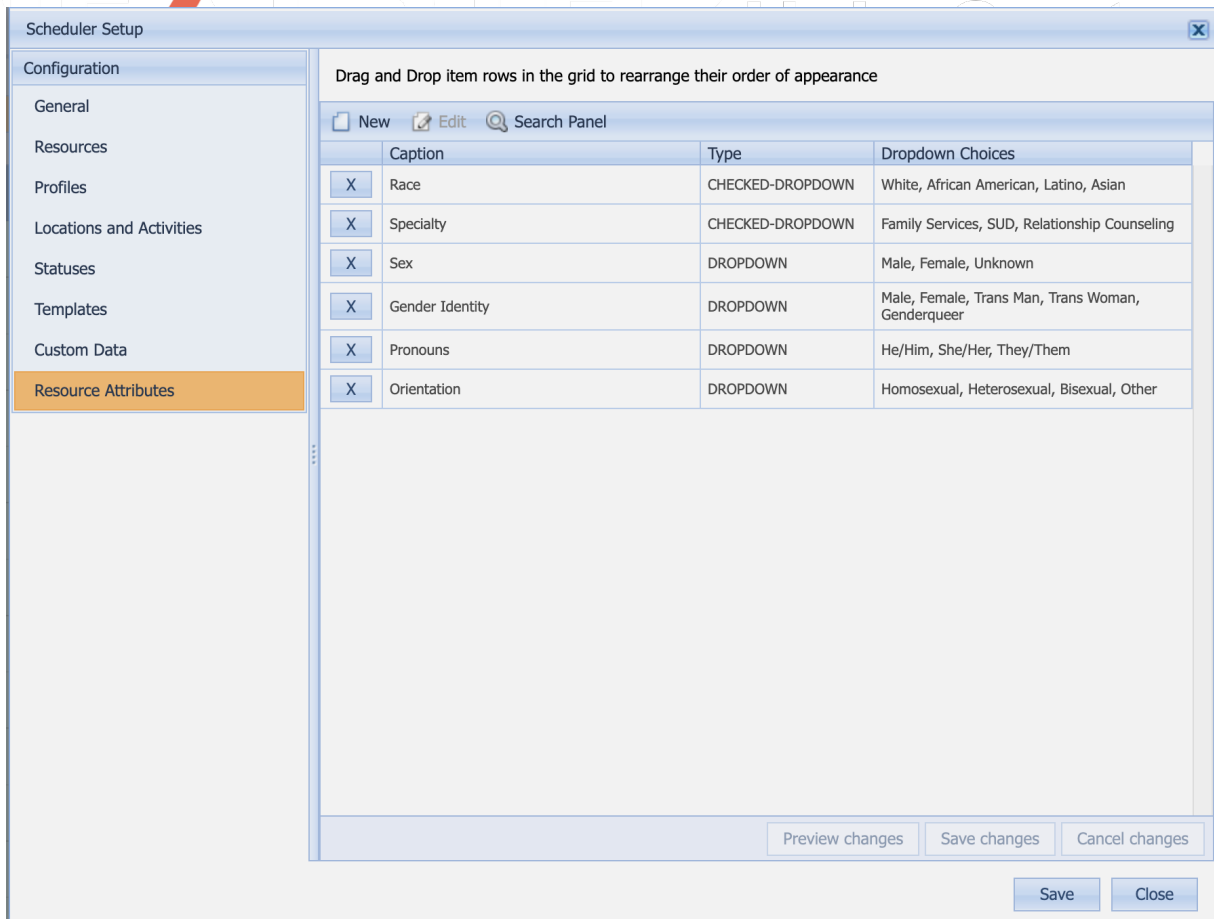 Scheduler Setup
Configuration
General
Resources
Profiles
Locations and Activities
Statuses
Templates
Custom Data
Resource Attributes
Drag and Drop item rows in the grid to rearrange their order of appearance
New Edit Search Panel
Caption Type Dropdown Choices
X Race CHECKED-DROPDOWN White, African American, Latino, Asian
X Specialty CHECKED-DROPDOWN Family Services, SUD, Relationship Counseling
X Sex DROPDOWN Male, Female, Unknown
X Gender Identity DROPDOWN Male, Female, Trans Man, Trans Woman,
Genderqueer
X Pronouns DROPDOWN He/Him, She/Her, They/Them
X Orientation DROPDOWN Homosexual, Heterosexual, Bisexual, Other
Preview changes Save changes Cancel changes
Save Close